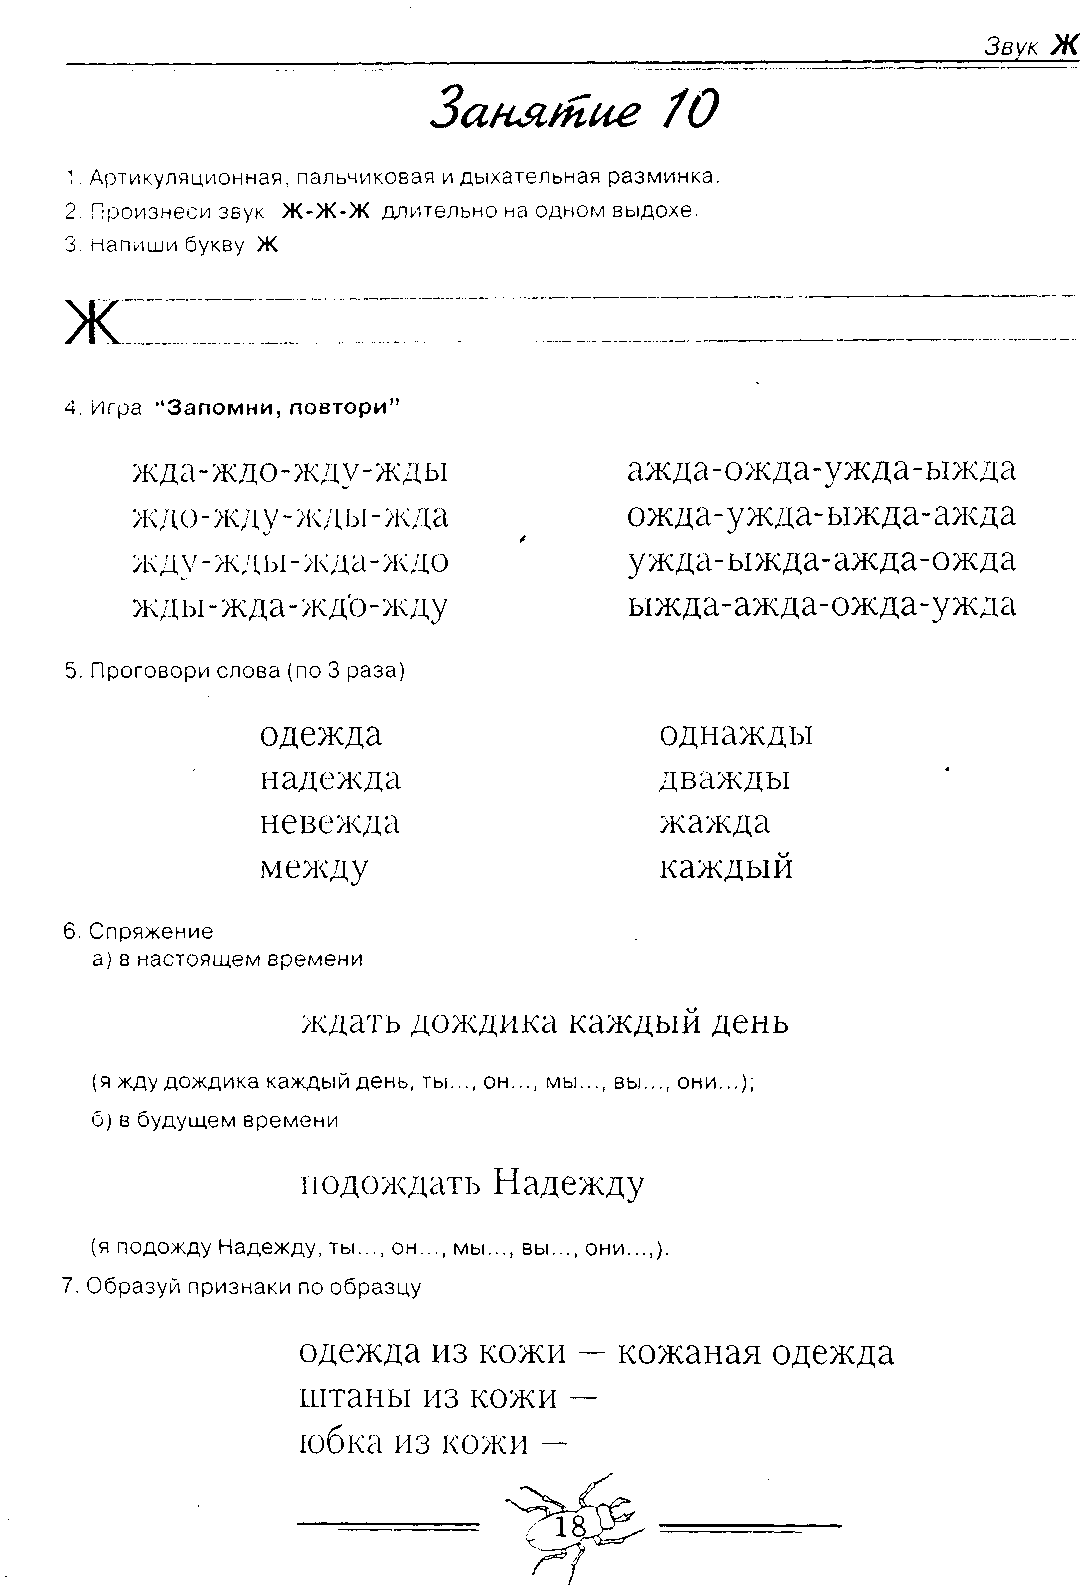 Звук Ж
Занятие 10
1. Артикуляционная, пальчиковая и дыхательная разминка.
2. Произнеси звук Ж-Ж-Ж длительно на одном выдохе.
3. Напиши букву Ж
Ж
4. Игра "Запомни, повтори"
жда-ждо-жду-жды ажда-ожда-ужда-ыжда
ждо-жду-жды-жда ожда-ужда-ыжда-ажда
жду-жды-жда-ждо ужда-ыжда-ажда-ожда
жды-жда-ждо-жду ыжда-ажда-ожда-ужда
5. Проговори слова (по 3 раза)
одежда однажды
надежда дважды
невежда жажда
между каждый
6. Спряжение
а) в настоящем времени
ждать дождика каждый день
(я жду дождика каждый день, ты..., он..., мы..., вы..., они...);
б) в будущем времени
подождать Надежду
(я подожду Надежду, ты..., он..., мы..., вы..., они...,).
7. Образуй признаки по образцу
одежда из кожи — кожаная одежда
штаны из кожи —
юбка из кожи —
18